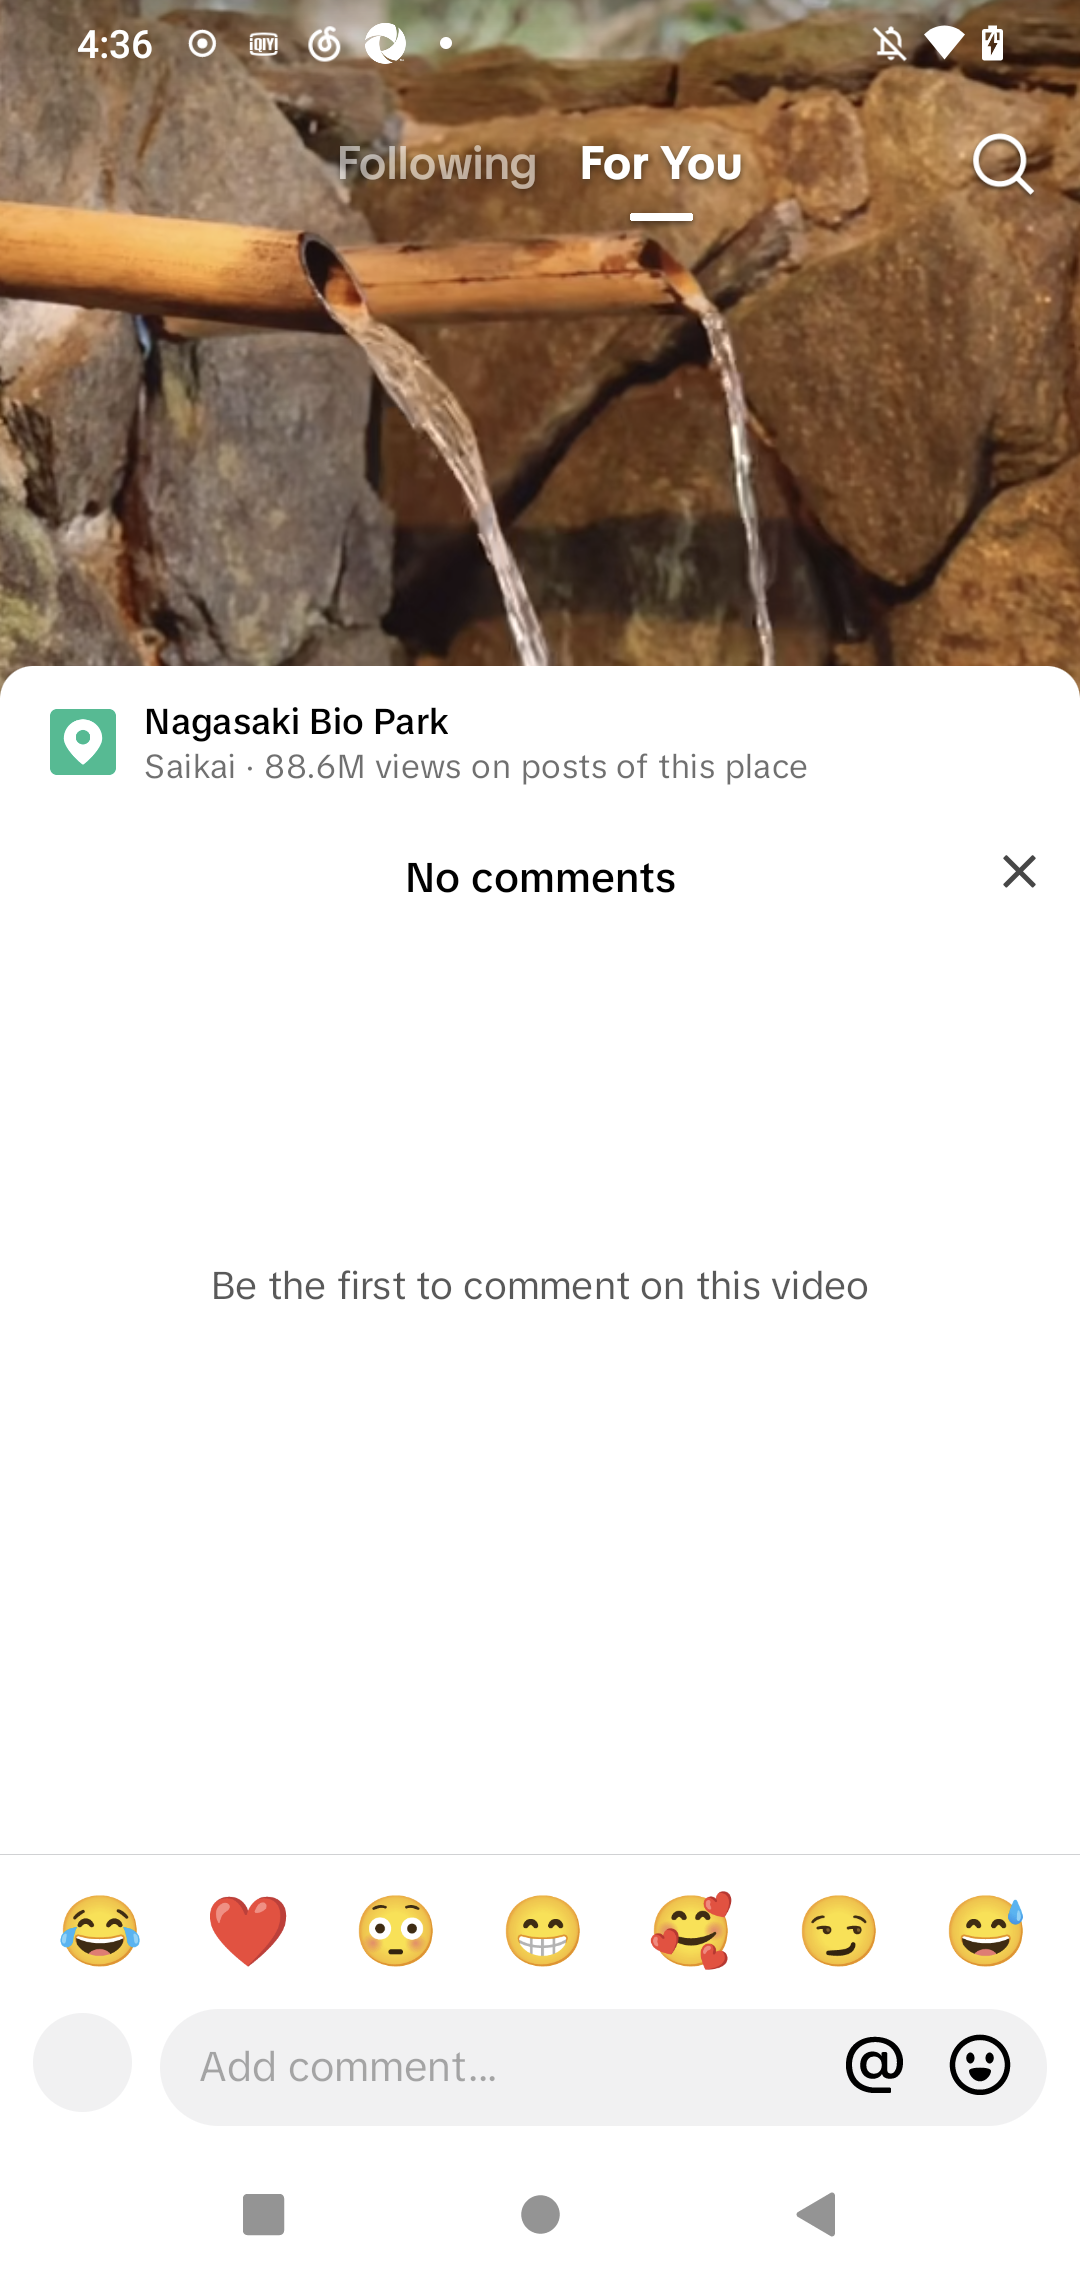 4:36
iQIYI
Following For You
Nagasaki Bio Park
Saikai · 88.6M views on posts of this place
No comments
Be the first to comment on this video
Add comment...